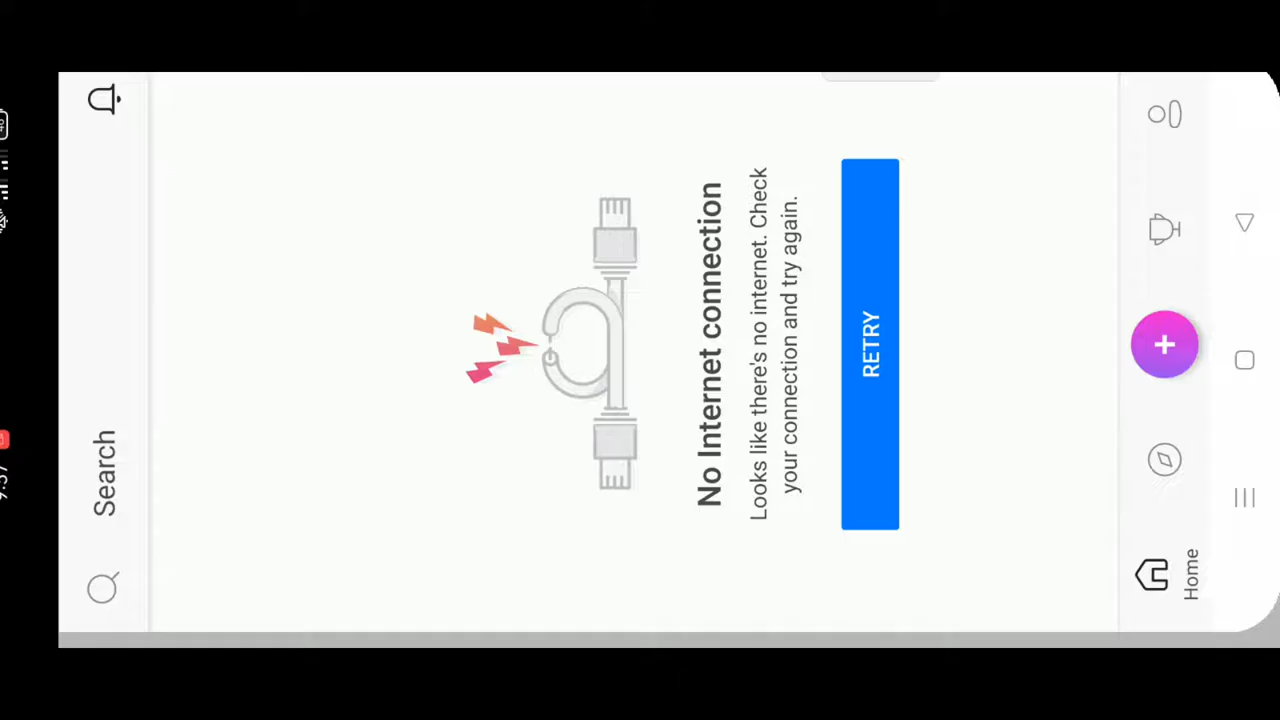 Search
No Internet connection
Looks like there's no internet. Check
your connection and try again.
RETRY
Home